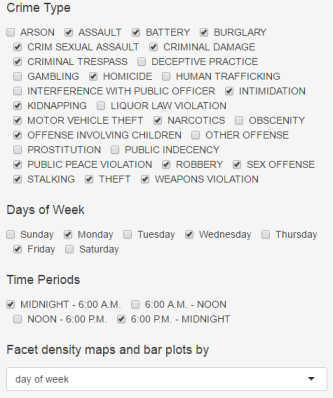 Crime Type
ARSON ASSAULT BATTERY BURGLARY
CRIM SEXUAL ASSAULT CRIMINAL DAMAGE
CRIMINAL TRESPASS DECEPTIVE PRACTICE
GAMBLING HOMICIDE HUMAN TRAFFICKING
INTERFERENCE WITH PUBLIC OFFICER INTIMIDATION
KIDNAPPING LIQUOR LAW VIOLATION
MOTOR VEHICLE THEFT NARCOTICS OBSCENITY
OFFENSE INVOLVING CHILDREN OTHER OFFENSE
PROSTITUTION PUBLIC INDECENCY
PUBLIC PEACE VIOLATION ROBBERY SEX OFFENSE
STALKING THEFT WEAPONS VIOLATION
Days of Week
Sunday Monday Tuesday Wednesday Thursday
Friday Saturday
Time Periods
MIDNIGHT - 6:00 A.M. 6:00 A.M. - NOON
NOON - 6:00 P.M. 6:00 P.M. - MIDNIGHT
Facet density maps and bar plots by
day of week